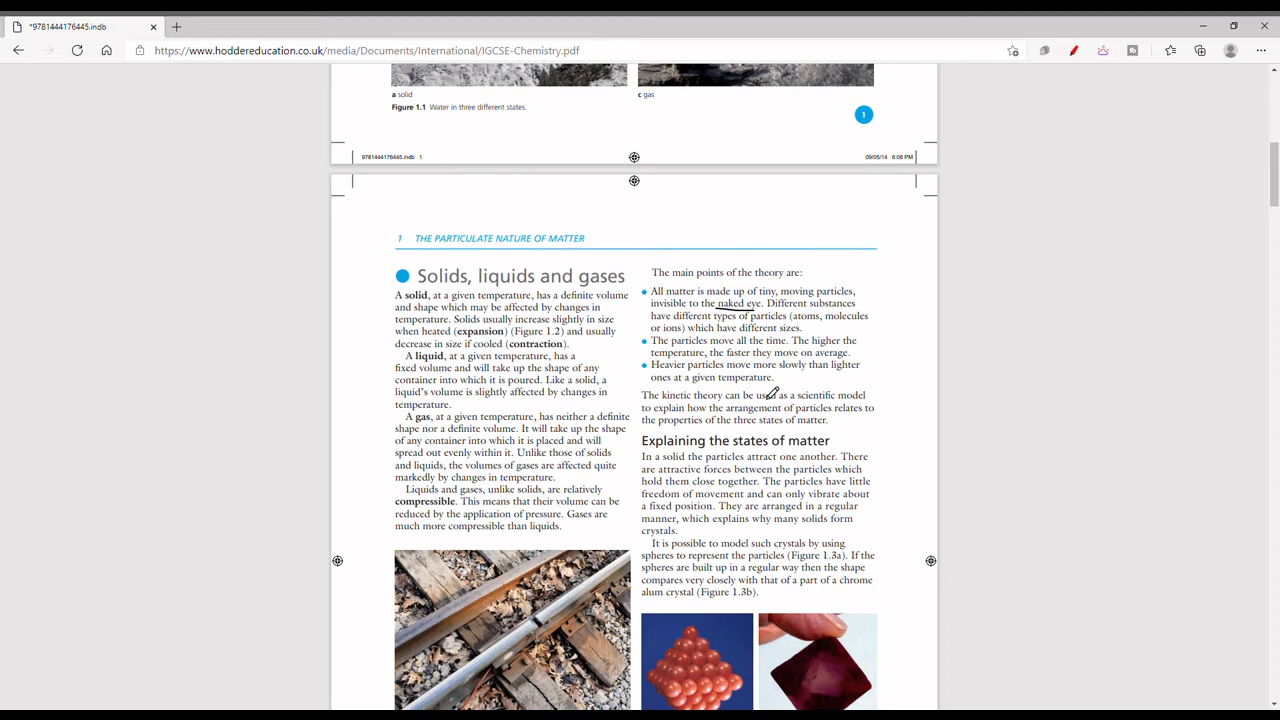 *9781444176445.indb
https://www.hoddereducation.co.uk/media/Documents/International/IGCSE-Chemistry.pdf
a solid
c gas
Figure 1.1 Water in three different states.
1
9781444176445.indb 1
09/05/14 6:08 PM
1 THE PARTICULATE NATURE OF MATTER
Solids, liquids and gases
A solid, at a given temperature, has a definite volume
and shape which may be affected by changes in
temperature. Solids usually increase slightly in size
when heated (expansion) (Figure 1.2) and usually
decrease in size if cooled (contraction).
A liquid, at a given temperature, has a
fixed volume and will take up the shape of any
container into which it is poured. Like a solid, a
liquid's volume is slightly affected by changes in
temperature.
A gas, at a given temperature, has neither a definite
shape nor a definite volume. It will take up the shape
of any container into which it is placed and will
spread out evenly within it. Unlike those of solids
and liquids, the volumes of gases are affected quite
markedly by changes in temperature.
Liquids and gases, unlike solids, are relatively
compressible. This means that their volume can be
reduced by the application of pressure. Gases are
much more compressible than liquids.
The main points of the theory are:
● All matter is made up of tiny, moving particles,
invisible to the naked eye. Different substances
have different types of particles (atoms, molecules
or ions) which have different sizes.
● The particles move all the time. The higher the
temperature, the faster they move on average.
● Heavier particles move more slowly than lighter
ones at a given temperature.
The kinetic theory can be used as a scientific model
to explain how the arrangement of particles relates to
the properties of the three states of matter.
Explaining the states of matter
In a solid the particles attract one another. There
are attractive forces between the particles which
hold them close together. The particles have little
freedom of movement and can only vibrate about
a fixed position. They are arranged in a regular
manner, which explains why many solids form
crystals.
It is possible to model such crystals by using
spheres to represent the particles (Figure 1.3a). If the
spheres are built up in a regular way then the shape
compares very closely with that of a part of a chrome
alum crystal (Figure 1.3b).